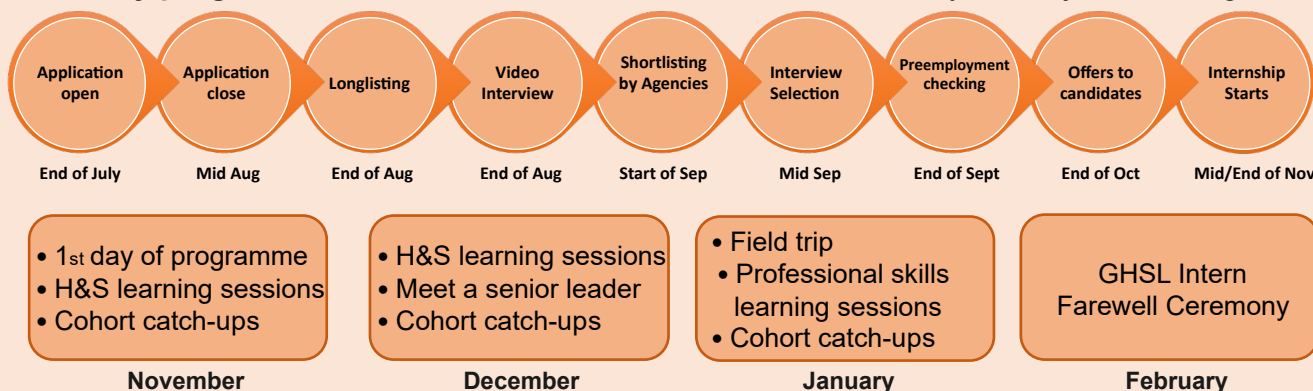 Application
open
Application
close
Longlisting
Video
Interview
Shortlisting
by Agencies
Interview
Selection
Preemployment
checking
Offers to
candidates
Internship
Starts
End of July
Mid Aug
End of Aug
End of Aug
Start of Sep
Mid Sep
End of Sept
End of Oct
Mid/End of Nov
• 1st day of programme
• H&S learning sessions
• Cohort catch-ups
November
• H&S learning sessions
• Meet a senior leader
• Cohort catch-ups
December
• Field trip
• Professional skills
learning sessions
• Cohort catch-ups
January
GHSL Intern
Farewell Ceremony
February